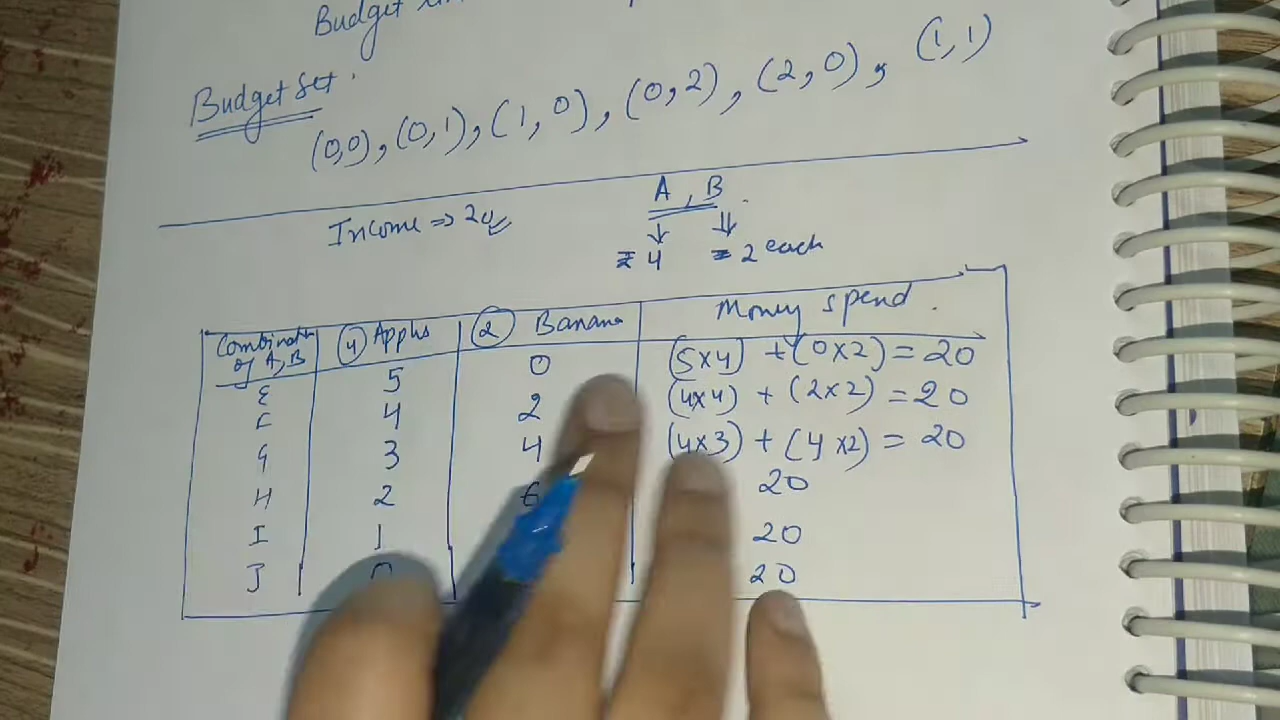 Budget
Budget Set.
(0,0), (0,1), (1, 0), (0, 2), (2, 0), (1, 1)
Income => 20
A, B.
₹ 4 ₹ 2 each
Combination of A, B (4) Apples (2) Banana Money spend.
E 5 0 (5x4) + (0x2) = 20
F 4 2 (4x4) + (2x2) = 20
G 3 4 (4x3) + (4x2) = 20
H 2 6 20
I 1 20
J 0 20